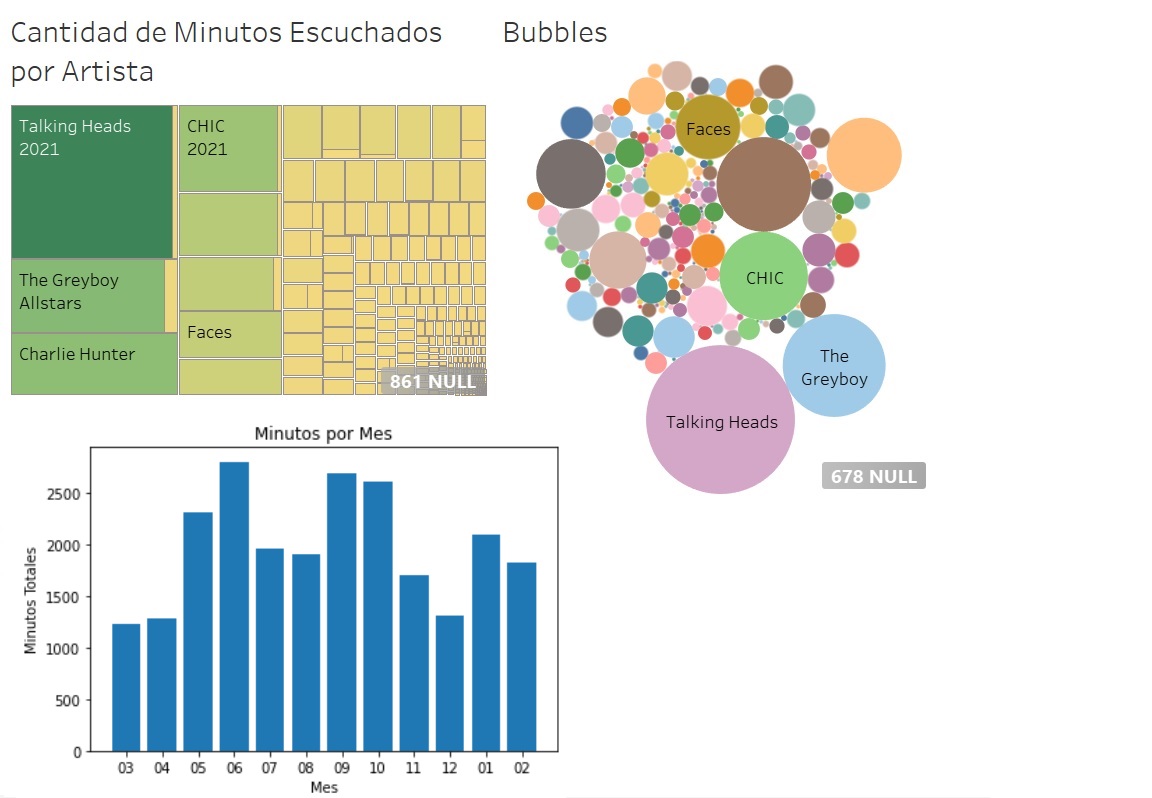 Cantidad de Minutos Escuchados
por Artista
Talking Heads
2021
CHIC
2021
The Greyboy
Allstars
Faces
Charlie Hunter
861 NULL
Bubbles
Faces
CHIC
The
Greyboy
Talking Heads
678 NULL
Minutos por Mes
Minutos Totales
2500
2000
1500
1000
500
0
03 04 05 06 07 08 09 10 11 12 01 02
Mes